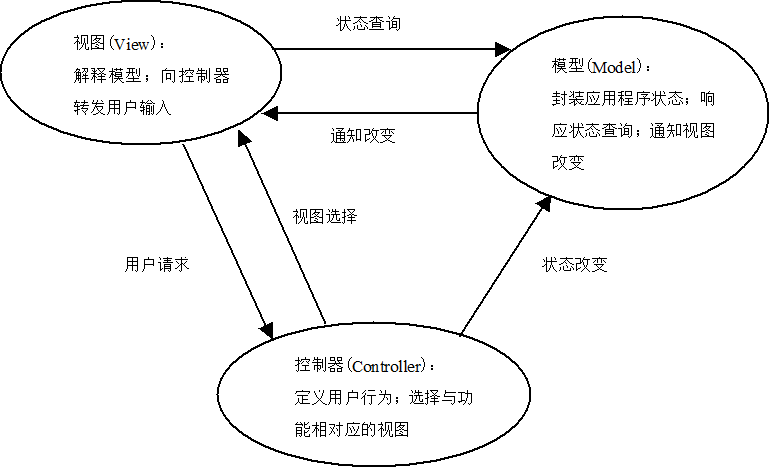 状态查询
视图(View)：
解释模型；向控制器
转发用户输入
模型(Model)：
封装应用程序状态；响
应状态查询；通知视图
改变
通知改变
视图选择
用户请求
状态改变
控制器(Controller)：
定义用户行为；选择与功
能相对应的视图